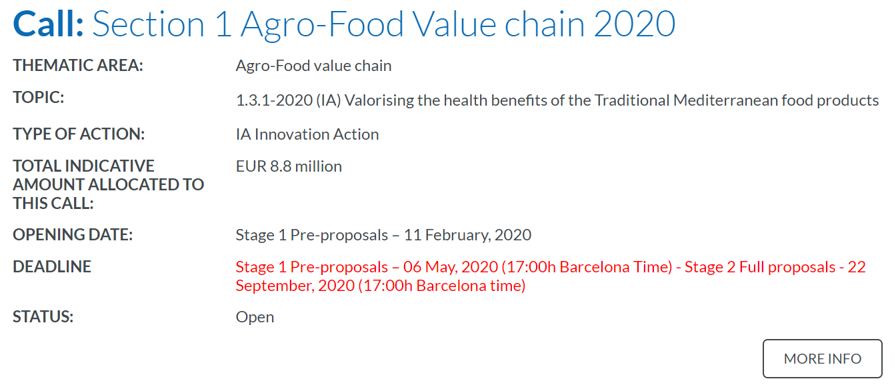 Call: Section 1 Agro-Food Value chain 2020
THEMATIC AREA: Agro-Food value chain
TOPIC: 1.3.1-2020 (IA) Valorising the health benefits of the Traditional Mediterranean food products
TYPE OF ACTION: IA Innovation Action
TOTAL INDICATIVE EUR 8.8 million
AMOUNT ALLOCATED TO
THIS CALL:
OPENING DATE: Stage 1 Pre-proposals – 11 February, 2020
DEADLINE Stage 1 Pre-proposals – 06 May, 2020 (17:00h Barcelona Time) - Stage 2 Full proposals - 22
September, 2020 (17:00h Barcelona time)
STATUS: Open
MORE INFO